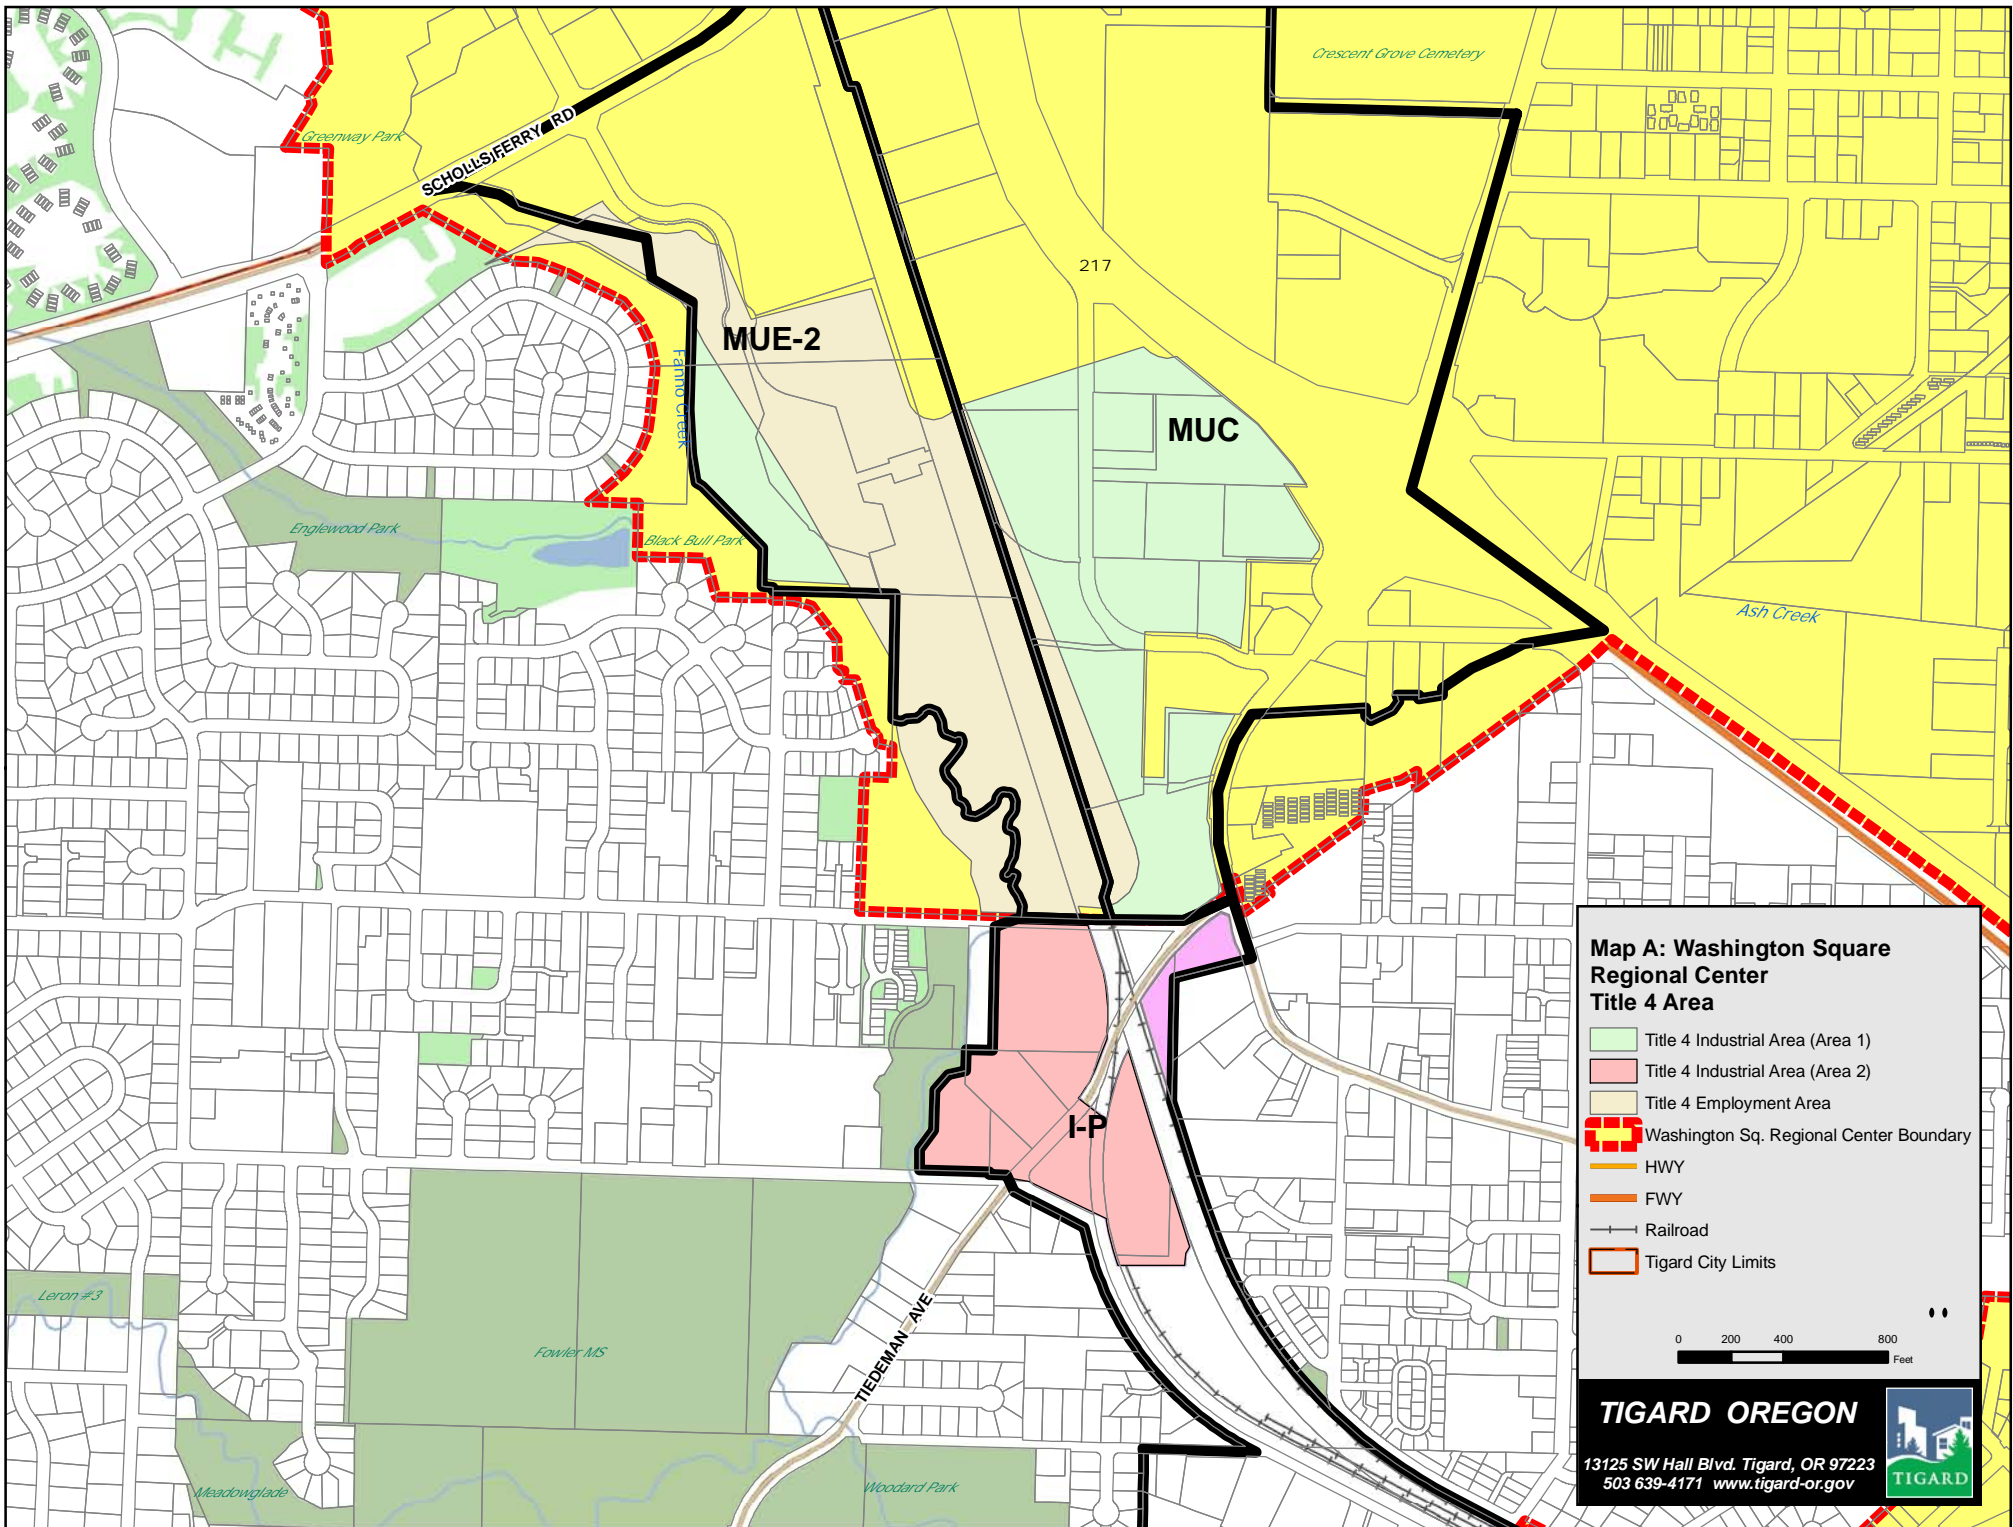 Crescent Grove Cemetery
Greenway Park
SCHOLLS FERRY RD
217
MUE-2
Fanno Creek
MUC
Englewood Park
Black Bull Park
Ash Creek
I-P
Leron #3
Fowler MS
TIEDEMAN AVE
Meadowglade
Woodard Park
Map A: Washington Square
Regional Center
Title 4 Area
Title 4 Industrial Area (Area 1)
Title 4 Industrial Area (Area 2)
Title 4 Employment Area
Washington Sq. Regional Center Boundary
HWY
FWY
Railroad
Tigard City Limits
0 200 400 800
Feet
TIGARD OREGON
13125 SW Hall Blvd. Tigard, OR 97223
503 639-4171 www.tigard-or.gov
TIGARD